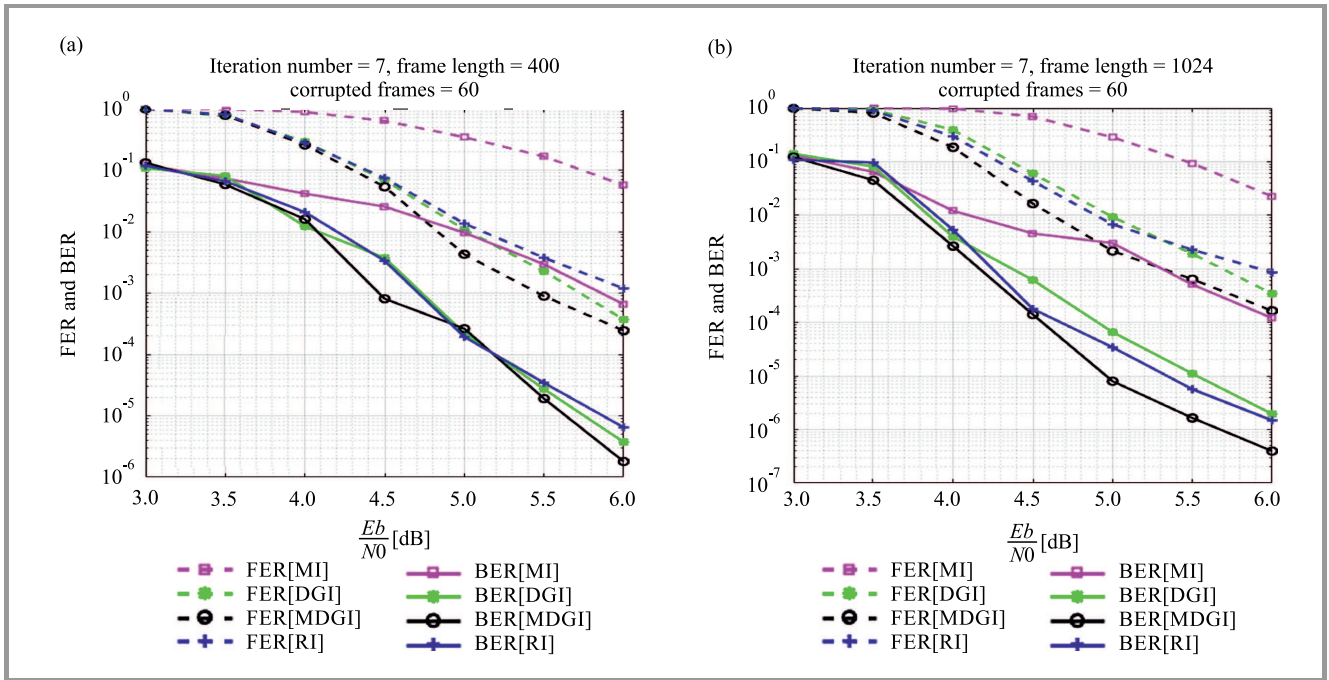 (a)
Iteration number = 7, frame length = 400
corrupted frames = 60
FER and BER
10^0
10^-1
10^-2
10^-3
10^-4
10^-5
10^-6
3.0 3.5 4.0 4.5 5.0 5.5 6.0
Eb/N0 [dB]
FER[MI] BER[MI]
FER[DGI] BER[DGI]
FER[MDGI] BER[MDGI]
FER[RI] BER[RI]
(b)
Iteration number = 7, frame length = 1024
corrupted frames = 60
FER and BER
10^0
10^-1
10^-2
10^-3
10^-4
10^-5
10^-6
10^-7
3.0 3.5 4.0 4.5 5.0 5.5 6.0
Eb/N0 [dB]
FER[MI] BER[MI]
FER[DGI] BER[DGI]
FER[MDGI] BER[MDGI]
FER[RI] BER[RI]